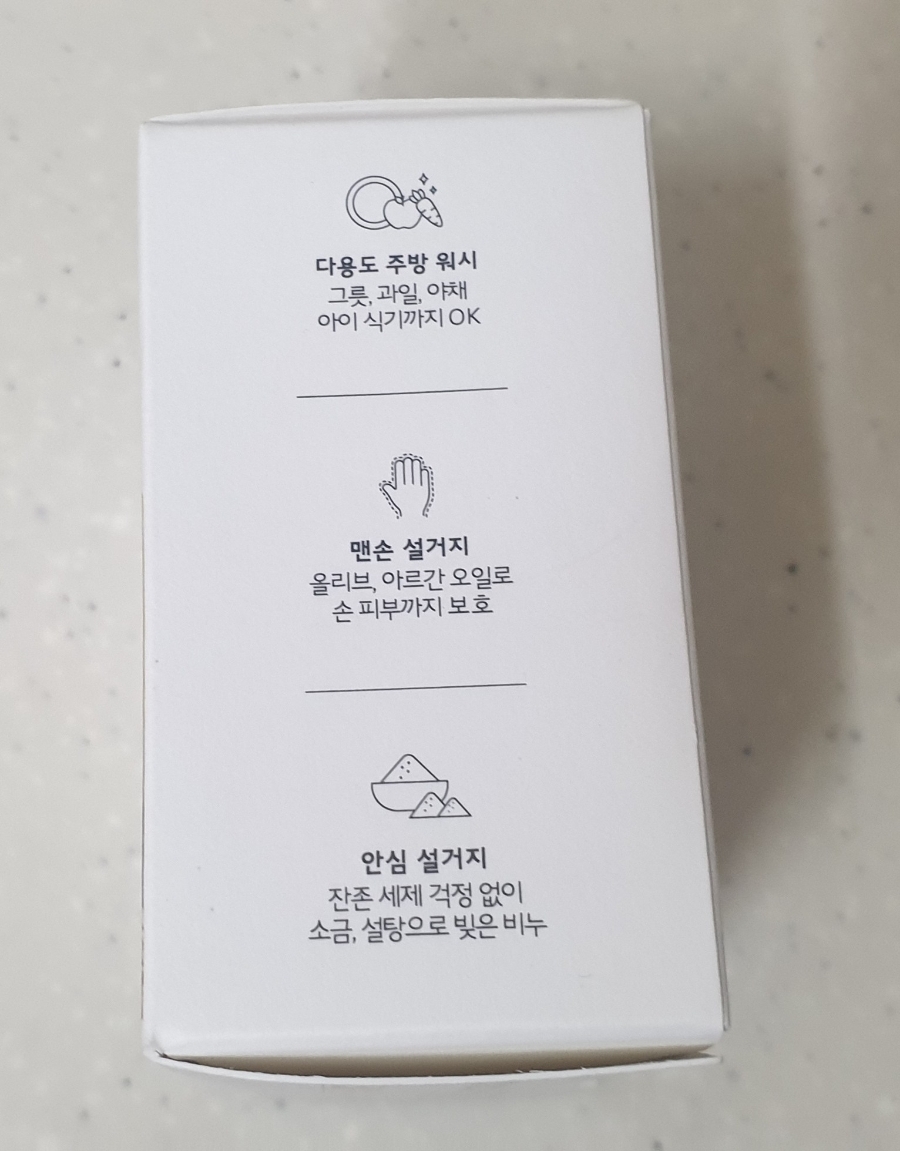 다용도 주방 워시
그릇, 과일, 야채
아이 식기까지 OK
맨손 설거지
올리브, 아르간 오일로
손 피부까지 보호
안심 설거지
잔존 세제 걱정 없이
소금, 설탕으로 빚은 비누